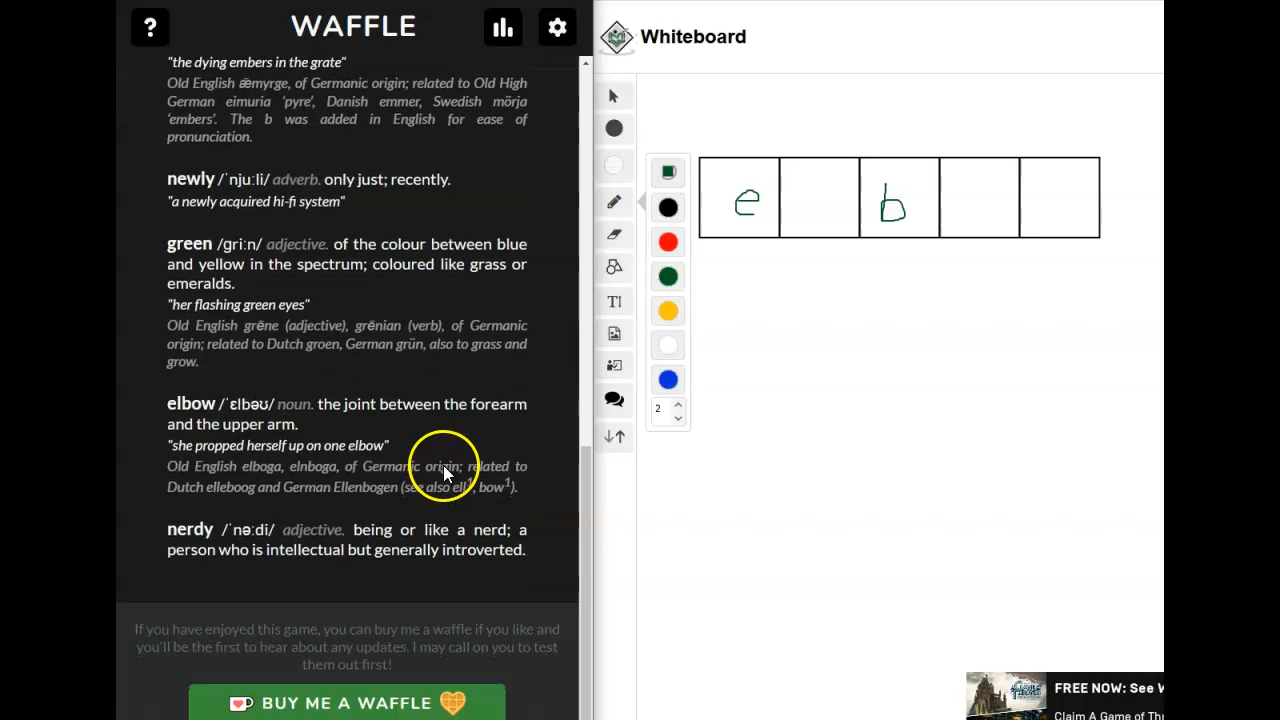 ?
WAFFLE
Whiteboard
"the dying embers in the grate"
Old English ǣmyrge, of Germanic origin; related to Old High
German eimuria ‘pyre’, Danish emmer, Swedish mörja
‘embers’. The b was added in English for ease of
pronunciation.
newly /ˈnjuːli/ adverb. only just; recently.
"a newly acquired hi-fi system"
green /ɡriːn/ adjective. of the colour between blue
and yellow in the spectrum; coloured like grass or
emeralds.
"her flashing green eyes"
Old English grēne (adjective), grēnian (verb), of Germanic
origin; related to Dutch groen, German grün, also to grass and
grow.
elbow /ˈɛlbəʊ/ noun. the joint between the forearm
and the upper arm.
"she propped herself up on one elbow"
Old English elboga, elnboga, of Germanic origin; related to
Dutch elleboog and German Ellenbogen (see also ell¹, bow¹).
nerdy /ˈnəːdi/ adjective. being or like a nerd; a
person who is intellectual but generally introverted.
If you have enjoyed this game, you can buy me a waffle if you like and
you'll be the first to hear about any updates. I may call on you to test
them out first!
BUY ME A WAFFLE
e b
TI
2
FREE NOW: See
Claim A Game of